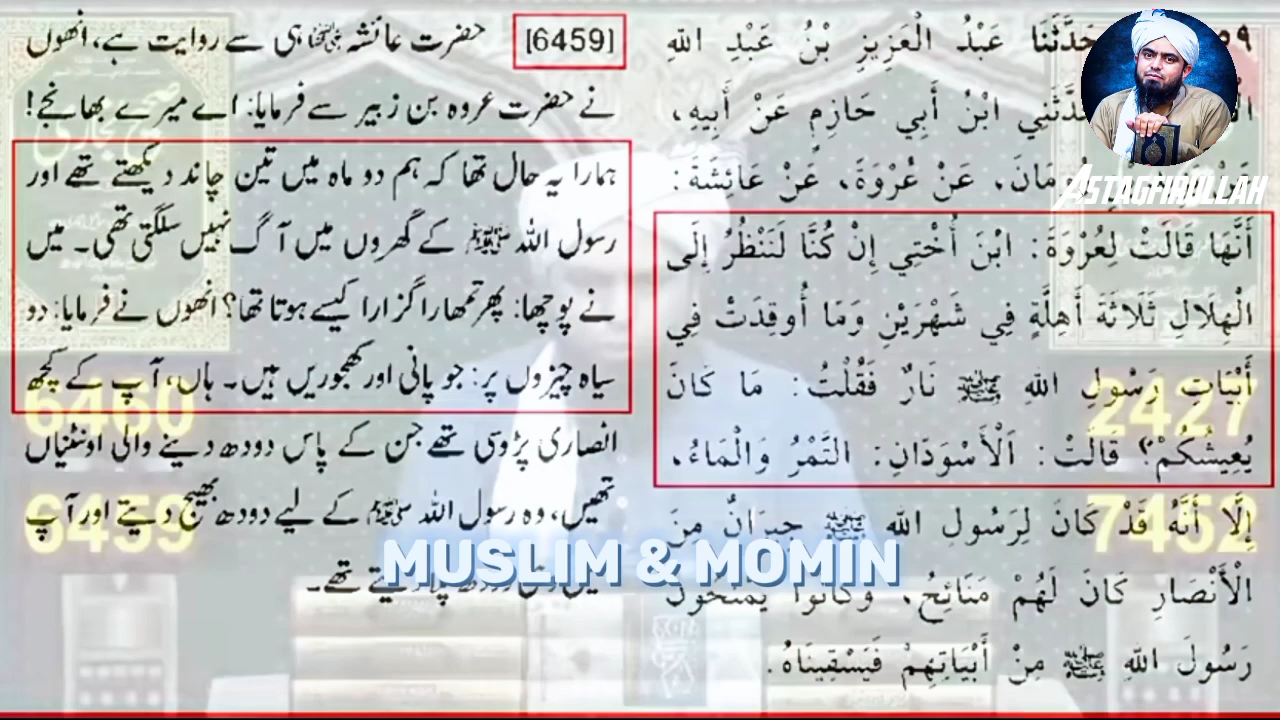 [6459] حضرت عائشہ ؓ ہی سے روایت ہے، انھوں
نے حضرت عروہ بن زبیر سے فرمایا: اے میرے بھانجے!
ہمارا یہ حال تھا کہ ہم دو ماہ میں تین چاند دیکھتے تھے اور
رسول اللہ ﷺ کے گھروں میں آگ نہیں سلگتی تھی۔ میں
نے پوچھا: پھر تمھارا گزارا کیسے ہوتا تھا؟ انھوں نے فرمایا: دو
سیاہ چیزوں پر: جو پانی اور کھجوریں ہیں۔ ہاں، آپ کے کچھ
انصاری پڑوسی تھے جن کے پاس دودھ دینے والی اونٹنیاں
تھیں، وہ رسول اللہ ﷺ کے لیے دودھ بھیج دیتے اور آپ
تھے۔
حَدَّثَنَا عَبْدُ الْعَزِيزِ بْنُ عَبْدِ اللهِ
ابْنُ أَبِي حَازِمٍ عَنْ أَبِيهِ،
عَنْ عُرْوَةَ، عَنْ عَائِشَةَ:
أَنَّهَا قَالَتْ لِعُرْوَةَ: ابْنَ أُخْتِي إِنْ كُنَّا لَنَنْظُرُ إِلَى
الْهِلَالِ ثَلَاثَةَ أَهِلَّةٍ فِي شَهْرَيْنِ وَمَا أُوقِدَتْ فِي
أَبْيَاتِ رَسُولِ اللهِ ﷺ نَارٌ فَقُلْتُ: مَا كَانَ
يُعِيشُكُمْ؟ قَالَتْ: اَلْأَسْوَدَانِ: التَّمْرُ وَالْمَاءُ،
إِلَّا أَنَّهُ قَدْ كَانَ لِرَسُولِ الله ﷺ جِيرَانٌ مِنَ
الْأَنْصَارِ كَانَ لَهُمْ مَنَائِحُ، وَكَانُوا يَمْنَحُونَ
رَسُولَ اللهِ ﷺ مِنْ أَبْيَاتِهِمْ فَيَسْقِينَاهُ.
ASTAGFIRULLAH
6460
2427
6459
7452
MUSLIM & MOMIN